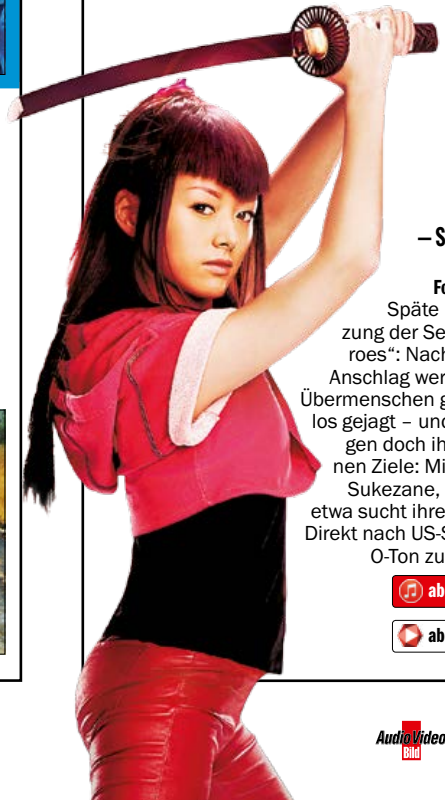 – S
Fo
Späte
zung der Se
roes“: Nach
Anschlag wer
Übermenschen g
los gejagt – und
gen doch ih
nen Ziele: Mi
Sukezane,
etwa sucht ihre
Direkt nach US-S
O-Ton zu
ab
ab
AudioVideo
Bild